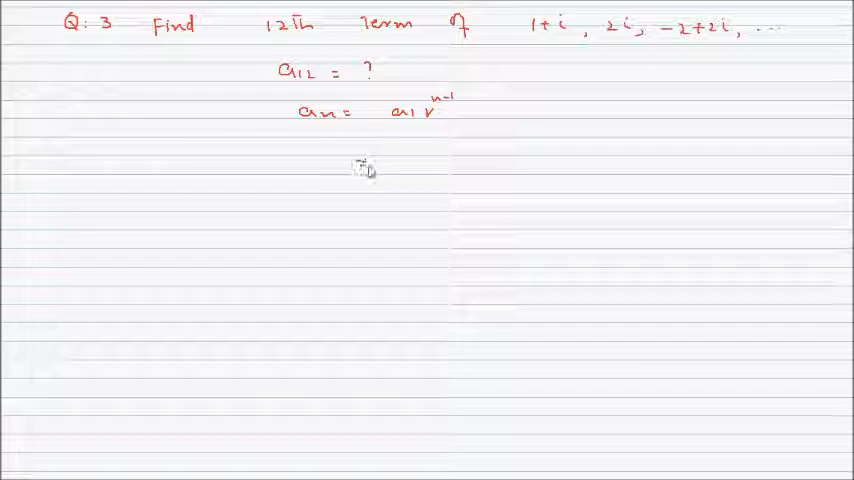 Q: 3 Find 12th Term of 1+i, 2i, -2+2i, ...
a12 = ?
an = a1 r^n-1